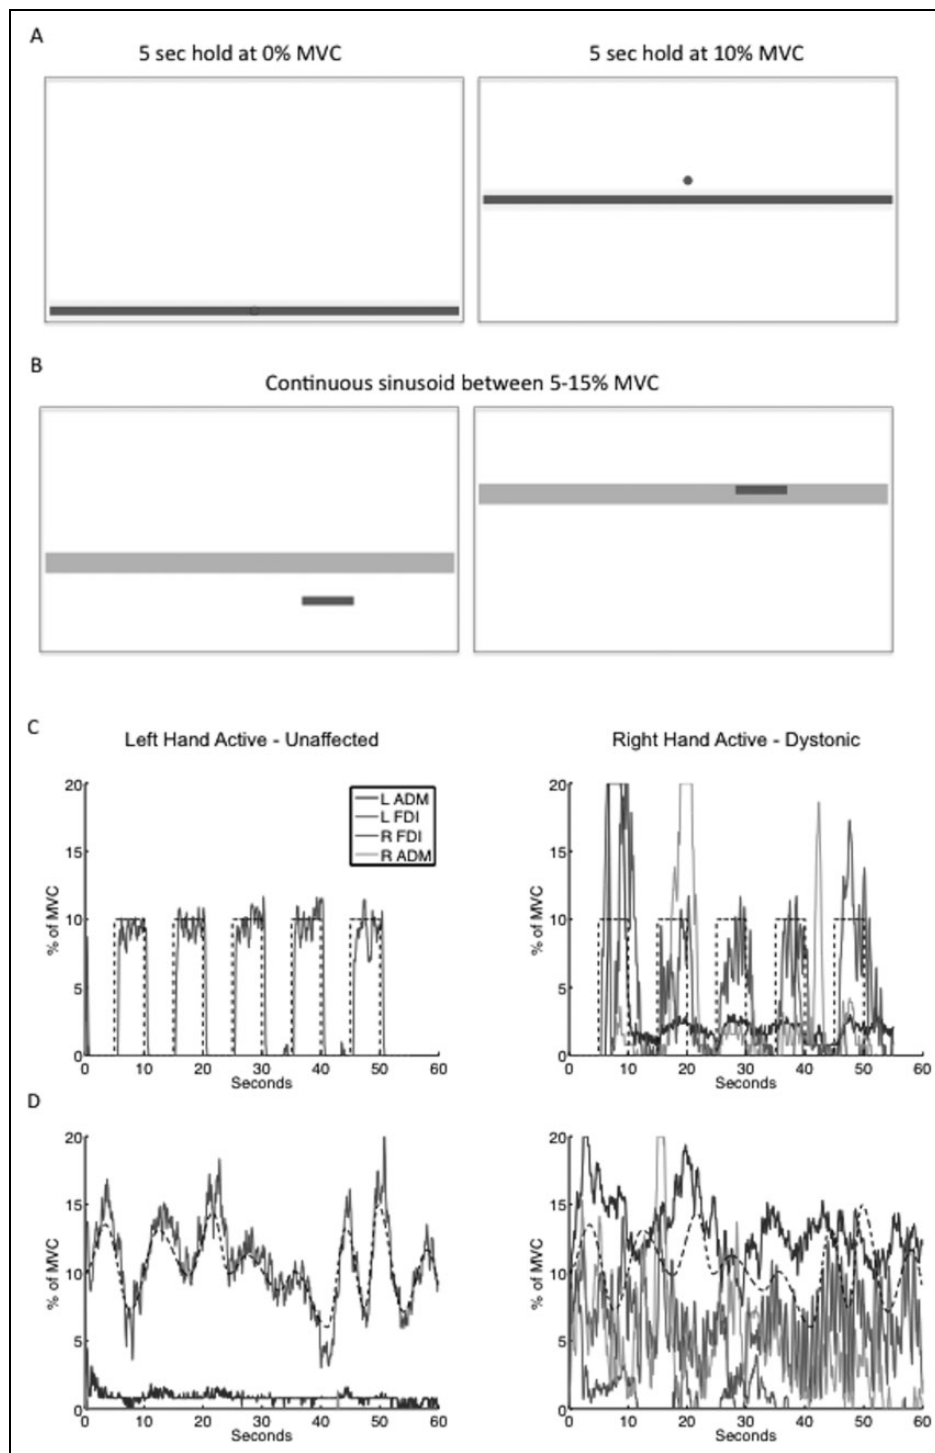 A
5 sec hold at 0% MVC
5 sec hold at 10% MVC
B
Continuous sinusoid between 5-15% MVC
C
Left Hand Active - Unaffected
Right Hand Active - Dystonic
20
15
10
5
0
% of MVC
L ADM
L FDI
R FDI
R ADM
0 10 20 30 40 50 60
Seconds
20
15
10
5
0
% of MVC
0 10 20 30 40 50 60
Seconds
D
20
15
10
5
0
% of MVC
0 10 20 30 40 50 60
Seconds
20
15
10
5
0
% of MVC
0 10 20 30 40 50 60
Seconds